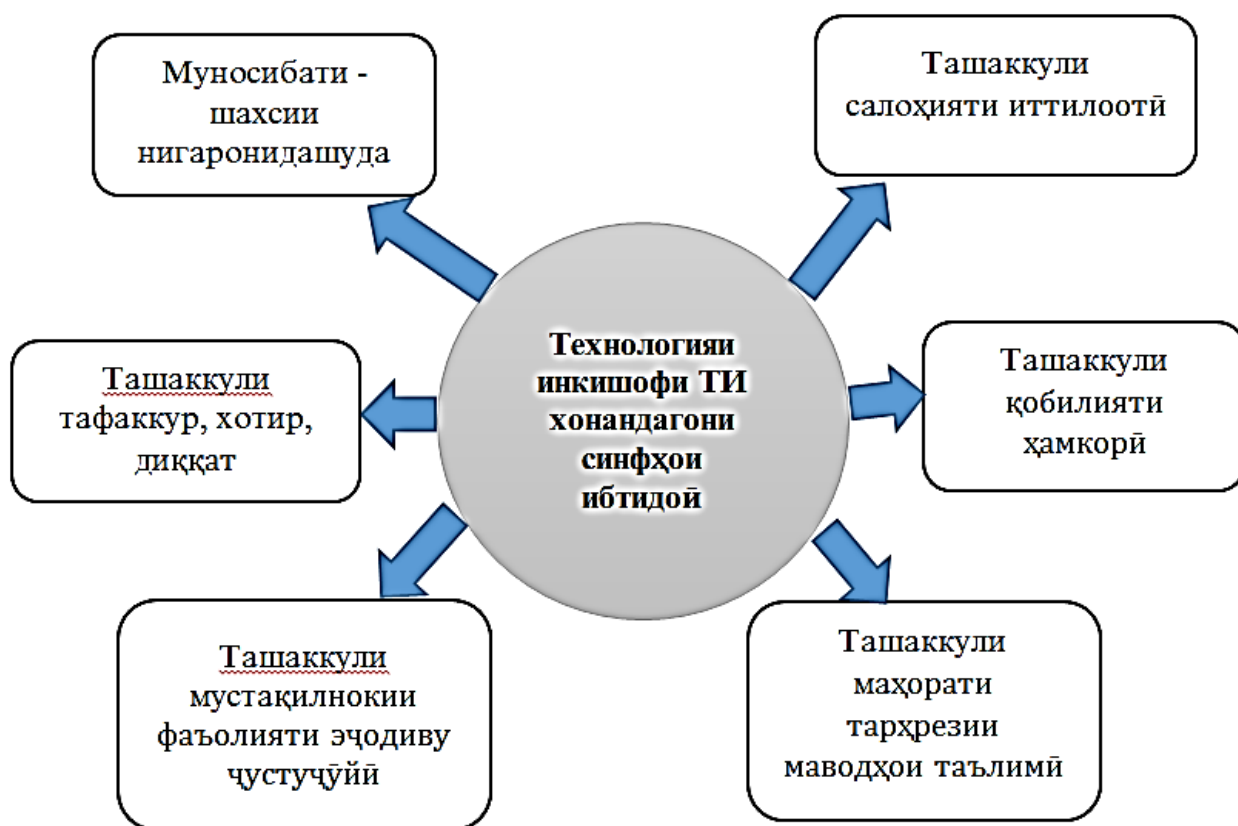 Муносибати -
шахсии
нигаронидашуда
Ташаккули
салоҳияти иттилоотӣ
Технологияи
инкишофи ТИ
хонандагони
синфҳои
ибтидоӣ
Ташаккули
тафаккур, хотир,
диққат
Ташаккули
қобилияти
ҳамкорӣ
Ташаккули
мустақилнокии
фаъолияти эҷодиву
ҷустуҷӯйӣ
Ташаккули
маҳорати
тарҳрезии
маводҳои таълимӣ